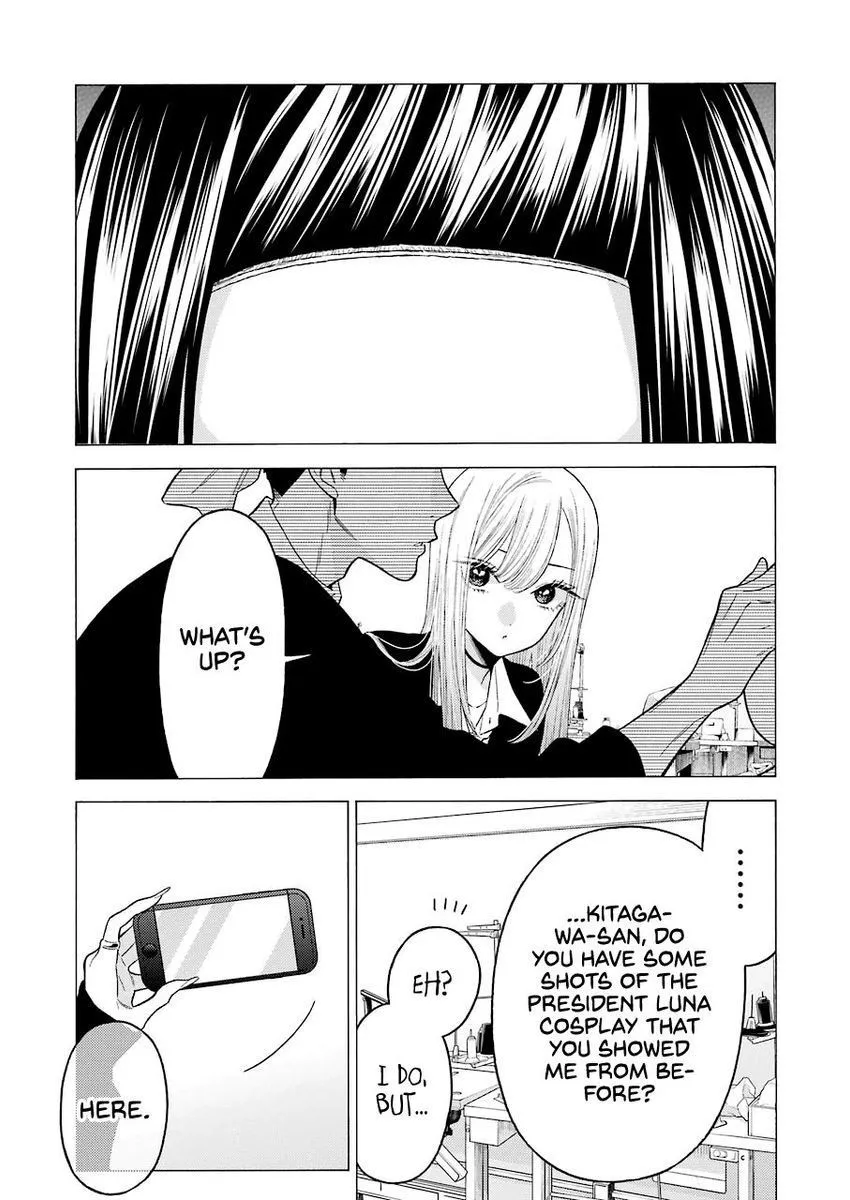 WHAT'S
UP?
........
...KITAGA-
WA-SAN, DO
YOU HAVE SOME
SHOTS OF THE
PRESIDENT LUNA
COSPLAY THAT
YOU SHOWED
ME FROM BE-
FORE?
EH?
I DO,
BUT...
HERE.